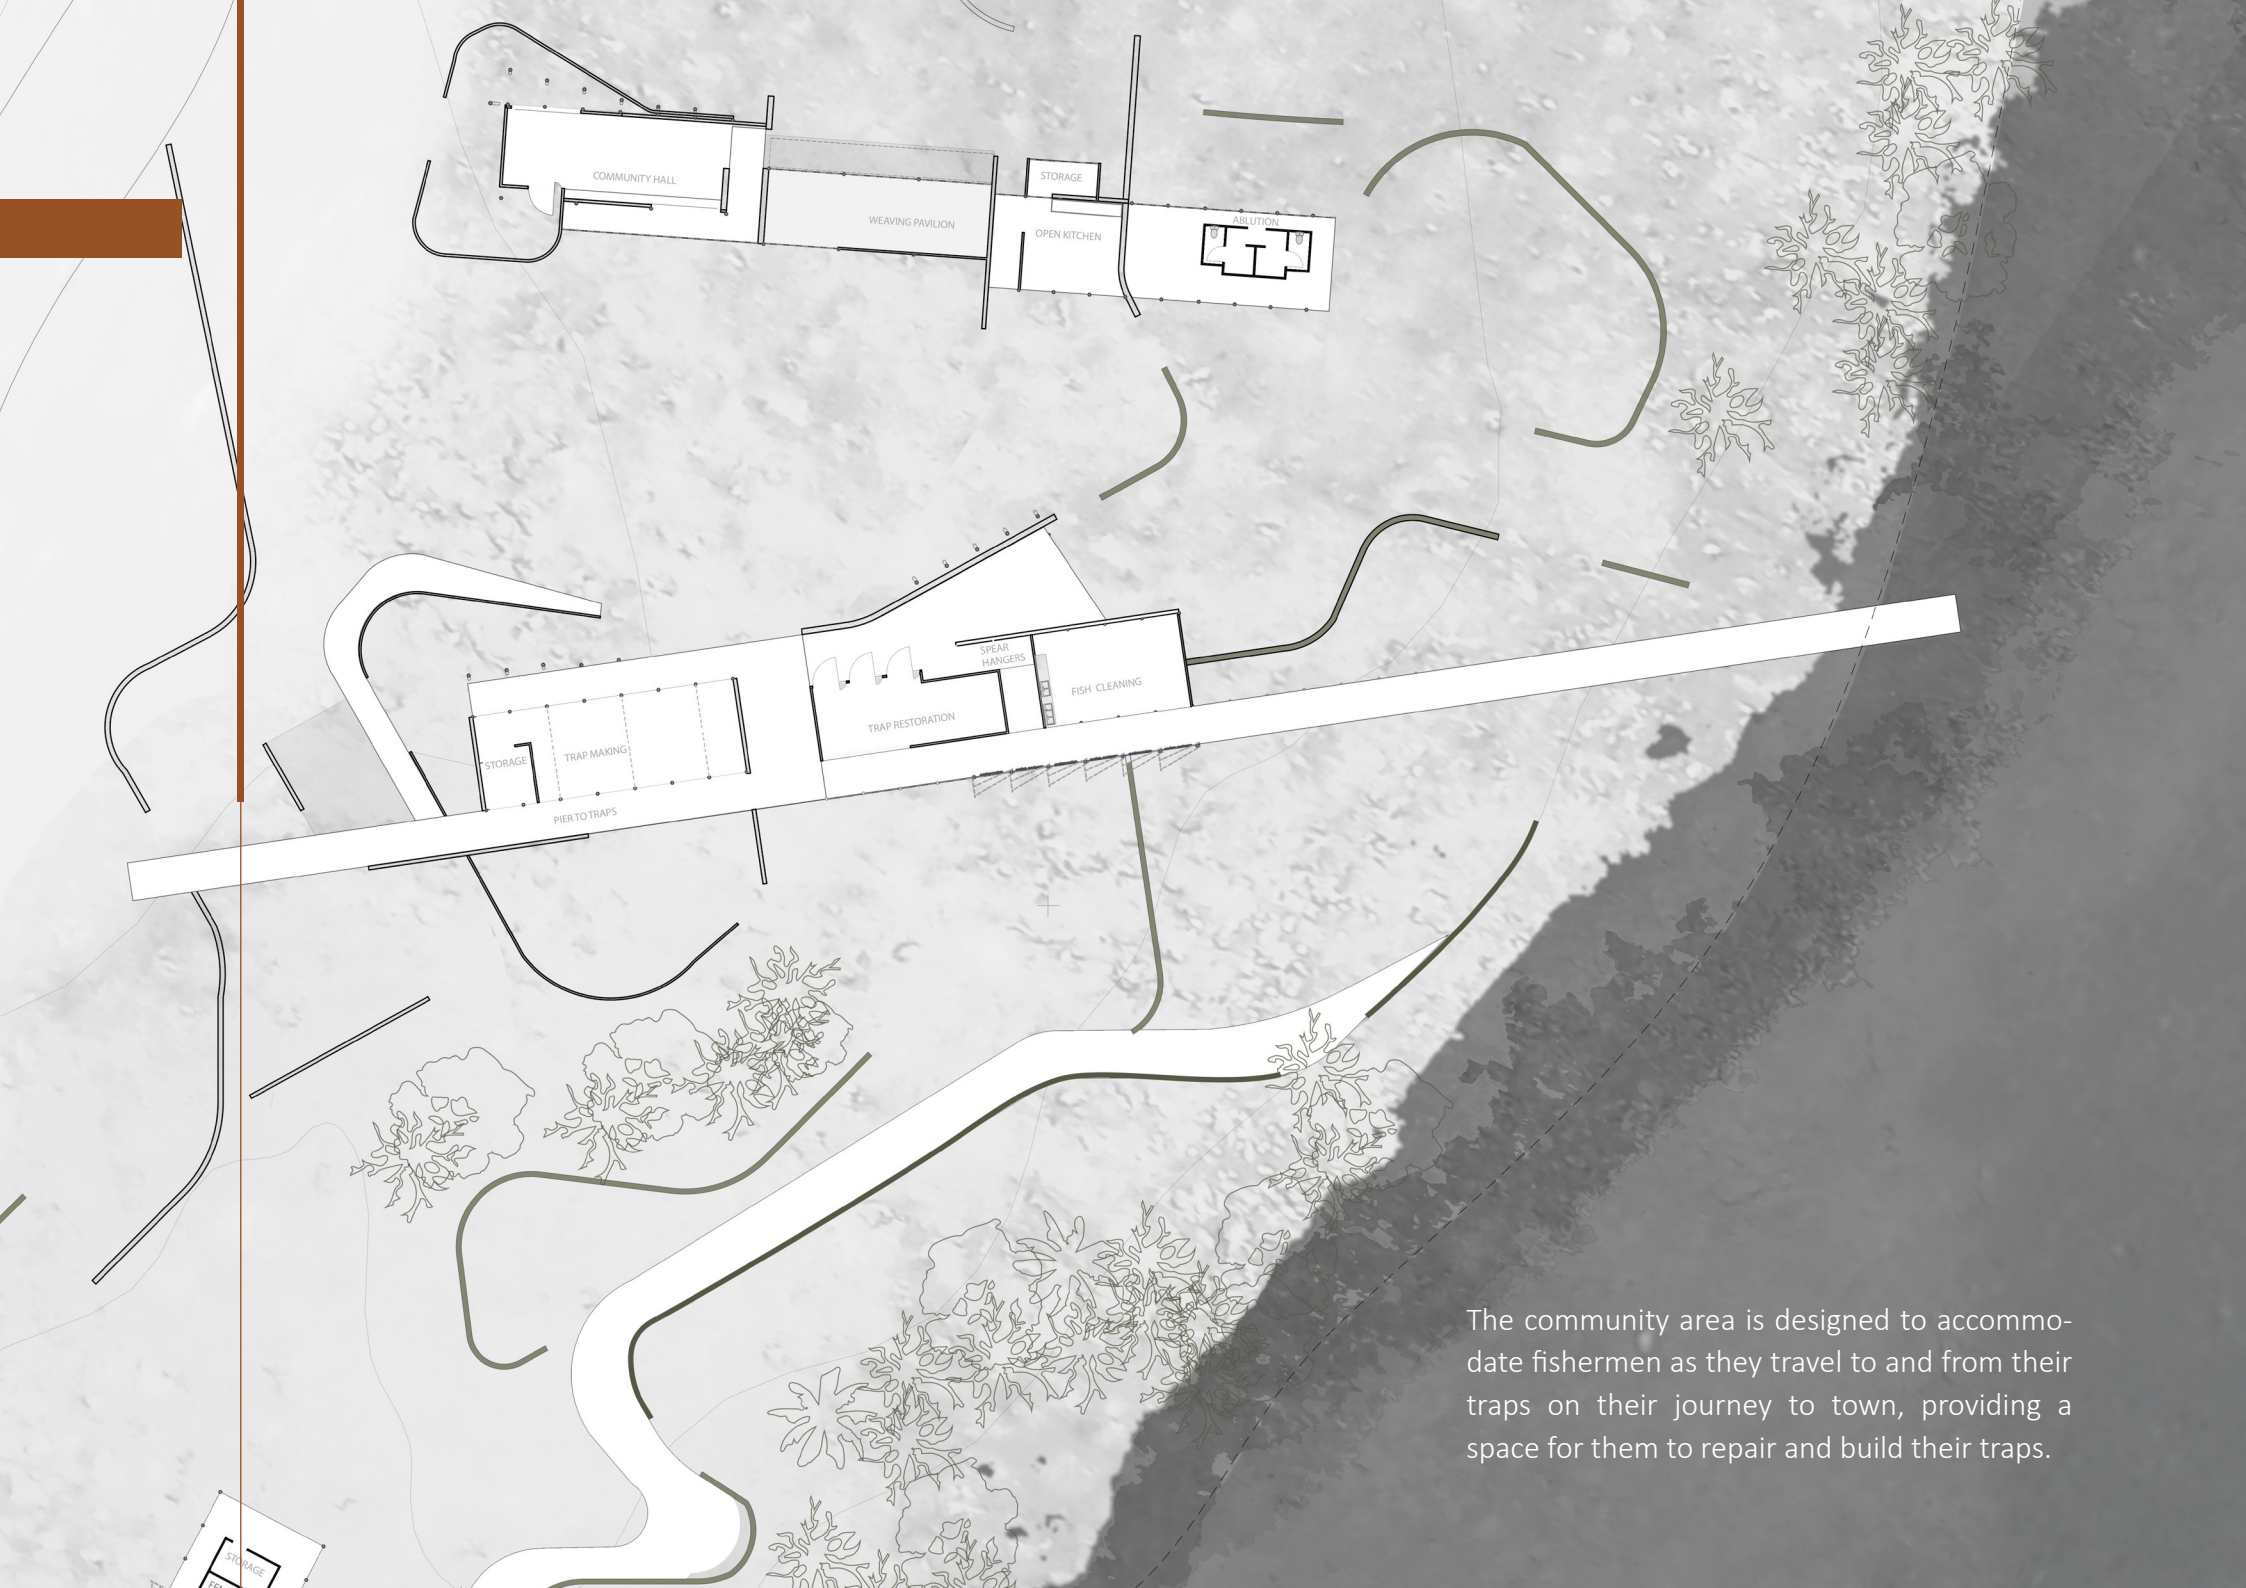 COMMUNITY HALL
STORAGE
WEAVING PAVILION
OPEN KITCHEN
ABLUTION
SPEAR
HANGERS
FISH CLEANING
TRAP RESTORATION
TRAP MAKING
STORAGE
PIER TO TRAPS
The community area is designed to accommo-
date fishermen as they travel to and from their
traps on their journey to town, providing a
space for them to repair and build their traps.
STORAGE